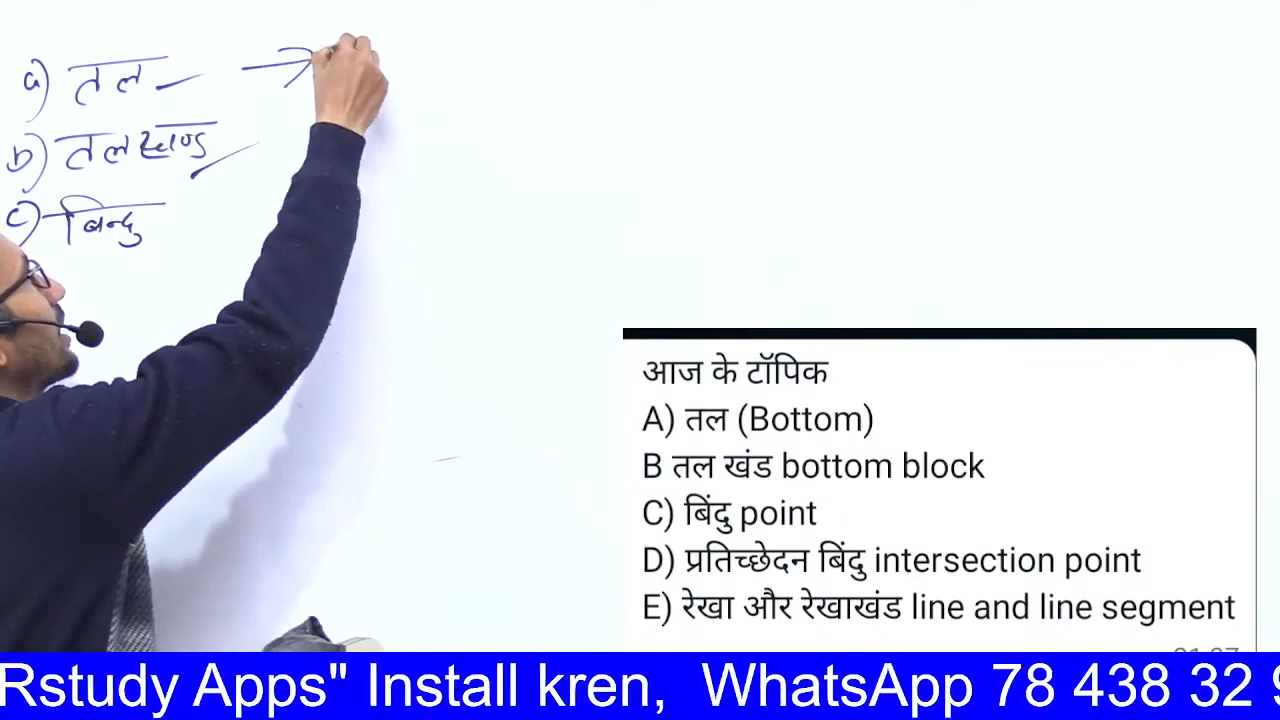 a) तल
b) तलखण्ड
c) बिन्दु
आज के टॉपिक
A) तल (Bottom)
B तल खंड bottom block
C) बिंदु point
D) प्रतिच्छेदन बिंदु intersection point
E) रेखा और रेखाखंड line and line segment
Rstudy Apps" Install kren, WhatsApp 78 438 32